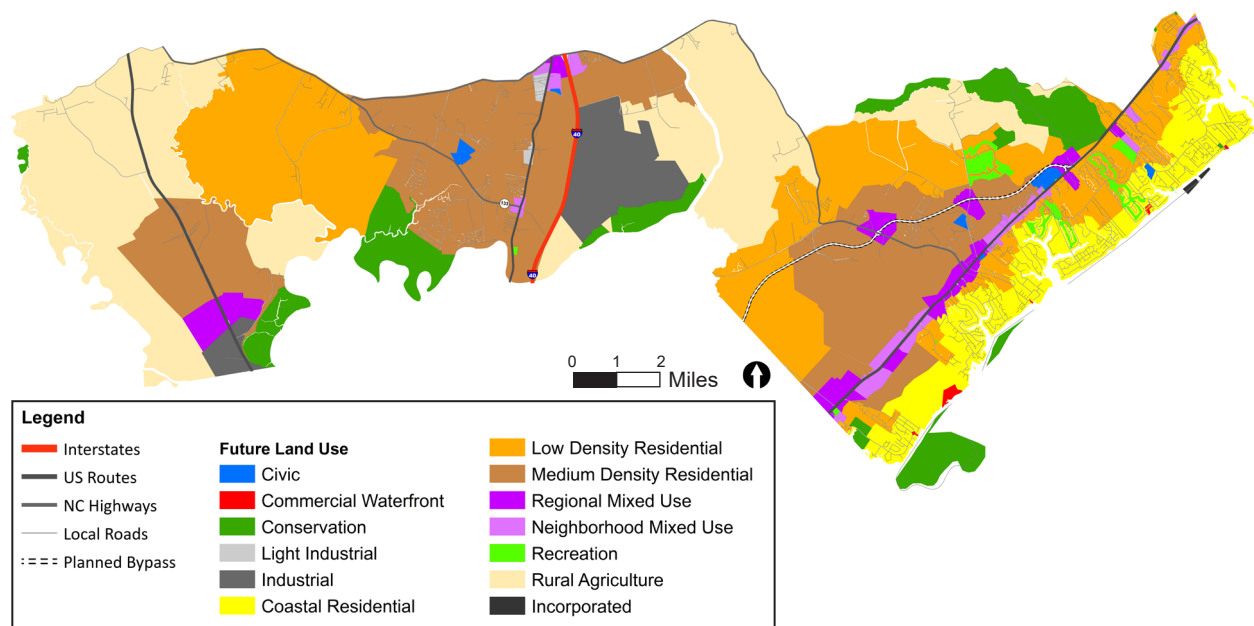 40
132
40
0 1 2
Miles
Legend
Interstates
US Routes
NC Highways
Local Roads
Planned Bypass
Future Land Use
Civic
Commercial Waterfront
Conservation
Light Industrial
Industrial
Coastal Residential
Low Density Residential
Medium Density Residential
Regional Mixed Use
Neighborhood Mixed Use
Recreation
Rural Agriculture
Incorporated